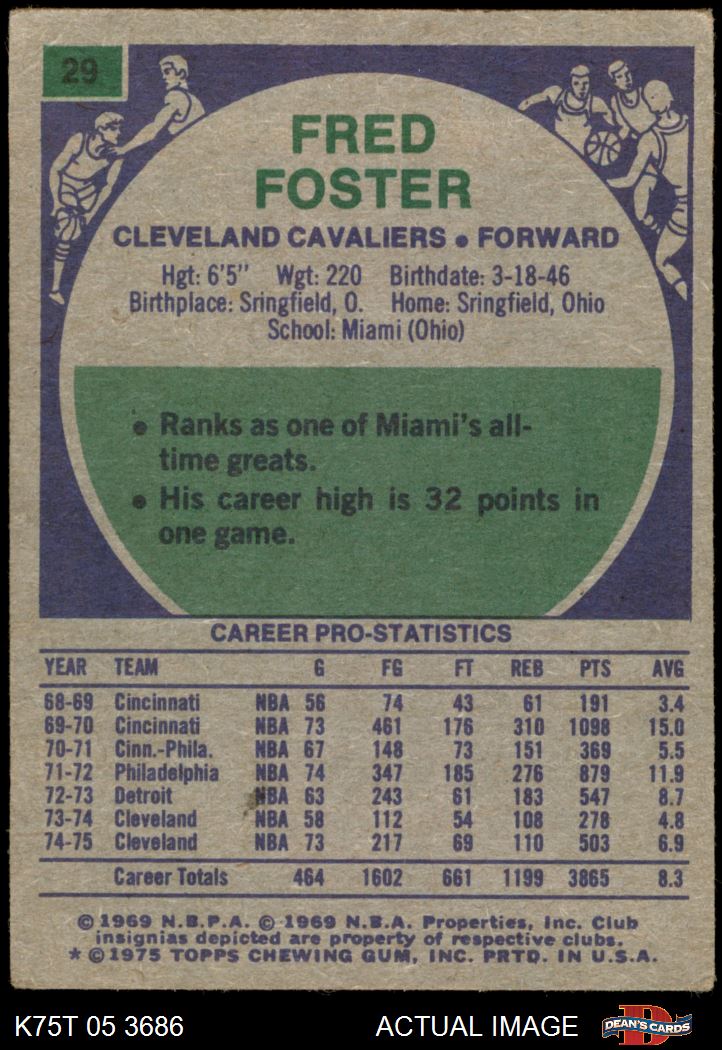 29
FRED
FOSTER
CLEVELAND CAVALIERS • FORWARD
Hgt: 6'5" Wgt: 220 Birthdate: 3-18-46
Birthplace: Sringfield, O. Home: Sringfield, Ohio
School: Miami (Ohio)
• Ranks as one of Miami's all-
time greats.
• His career high is 32 points in
one game.
CAREER PRO-STATISTICS
YEAR TEAM G FG FT REB PTS AVG
68-69 Cincinnati NBA 56 74 43 61 191 3.4
69-70 Cincinnati NBA 73 461 176 310 1098 15.0
70-71 Cinn.-Phila. NBA 67 148 73 151 369 5.5
71-72 Philadelphia NBA 74 347 185 276 879 11.9
72-73 Detroit NBA 63 243 61 183 547 8.7
73-74 Cleveland NBA 58 112 54 108 278 4.8
74-75 Cleveland NBA 73 217 69 110 503 6.9
Career Totals 464 1602 661 1199 3865 8.3
© 1969 N.B.P.A. © 1969 N.B.A. Properties, Inc. Club
insignias depicted are property of respective clubs.
* © 1975 TOPPS CHEWING GUM, INC. PRTD. IN U.S.A.
K75T 05 3686 ACTUAL IMAGE D DEAN'S CARDS